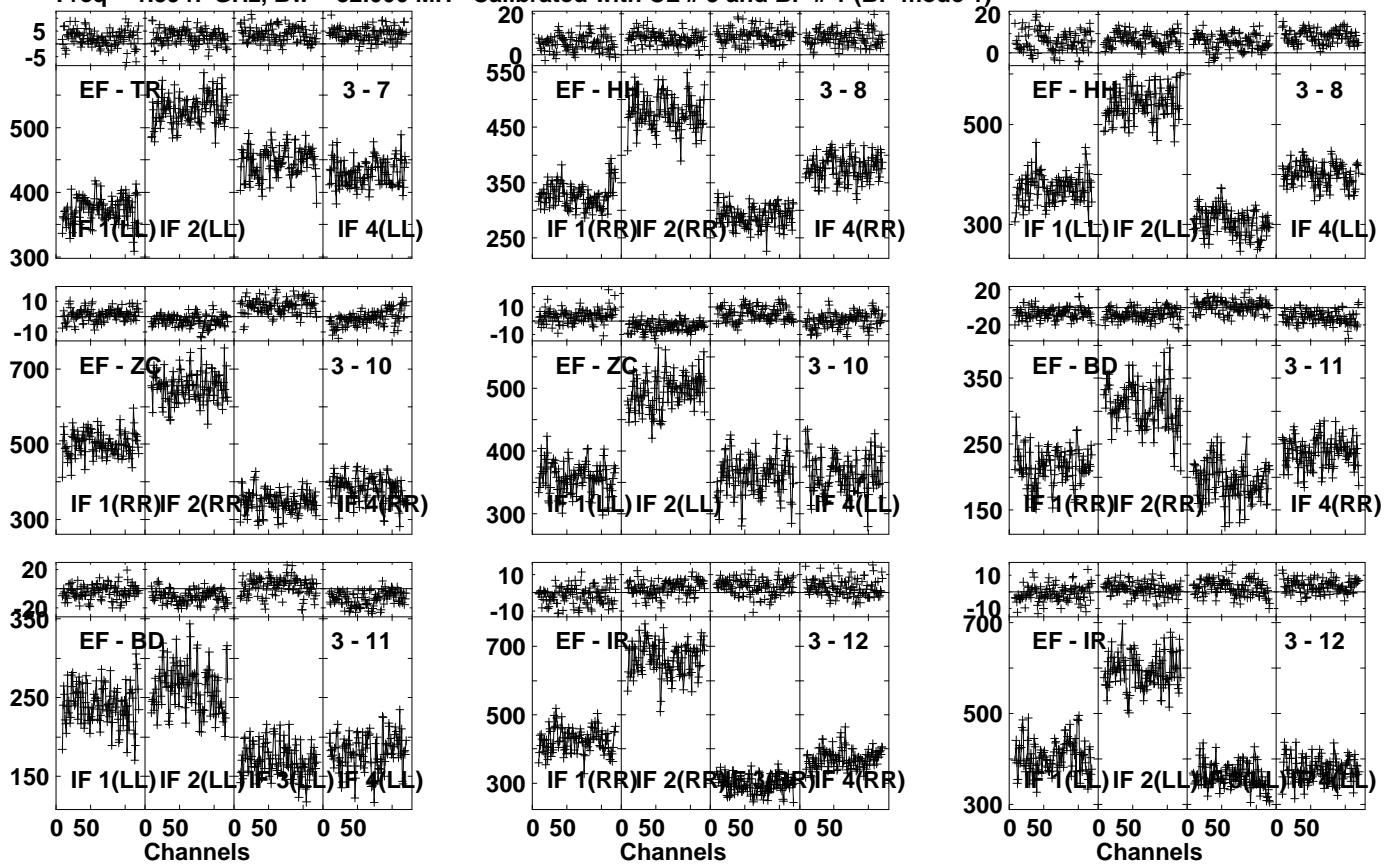 20 20
5 0 0
-5
550
EF - TR 3 - 7 EF - HH 3 - 8 EF - HH 3 - 8
500 450 500
400 350
IF 1(LL) IF 2(LL) IF 4(LL) IF 1(RR) IF 2(RR) IF 4(RR) IF 1(LL) IF 2(LL) IF 4(LL)
300 250 300
10 10 20
-10 -10 -20
700 EF - ZC 3 - 10 EF - ZC 3 - 10 350 EF - BD 3 - 11
500 500 250
400
300 IF 1(RR) IF 2(RR) IF 4(RR) 300 IF 1(LL) IF 2(LL) IF 4(LL) 150 IF 1(RR) IF 2(RR) IF 4(RR)
20 10 10
-20 -10 -10
350 EF - BD 3 - 11 700 EF - IR 3 - 12 700 EF - IR 3 - 12
250 500 500
150 IF 1(LL) IF 2(LL) IF 3(LL) IF 4(LL) 300 IF 1(RR) IF 2(RR) IF 3(RR) IF 4(RR) 300 IF 1(LL) IF 2(LL) IF 3(LL) IF 4(LL)
0 50 0 50 0 50 0 50 0 50 0 50 0 50 0 50 0 50 0 50 0 50 0 50
Channels Channels Channels